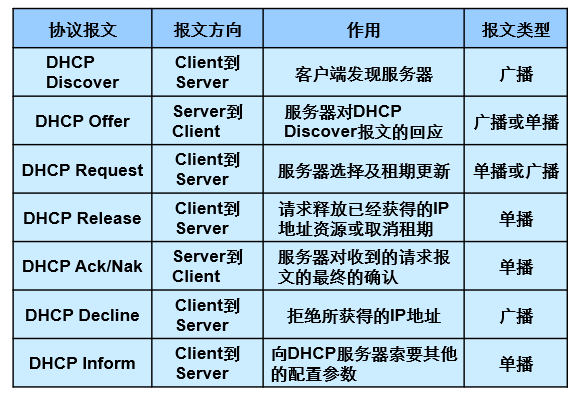 协议报文 报文方向 作用 报文类型
DHCP Discover Client到 Server 客户端发现服务器 广播
DHCP Offer Server到 Client 服务器对DHCP Discover报文的回应 广播或单播
DHCP Request Client到 Server 服务器选择及租期更新 单播或广播
DHCP Release Client到 Server 请求释放已经获得的IP 地址资源或取消租期 单播
DHCP Ack/Nak Server到 Client 服务器对收到的请求报 文的最终的确认 单播
DHCP Decline Client到 Server 拒绝所获得的IP地址 广播
DHCP Inform Client到 Server 向DHCP服务器索要其他 的配置参数 单播